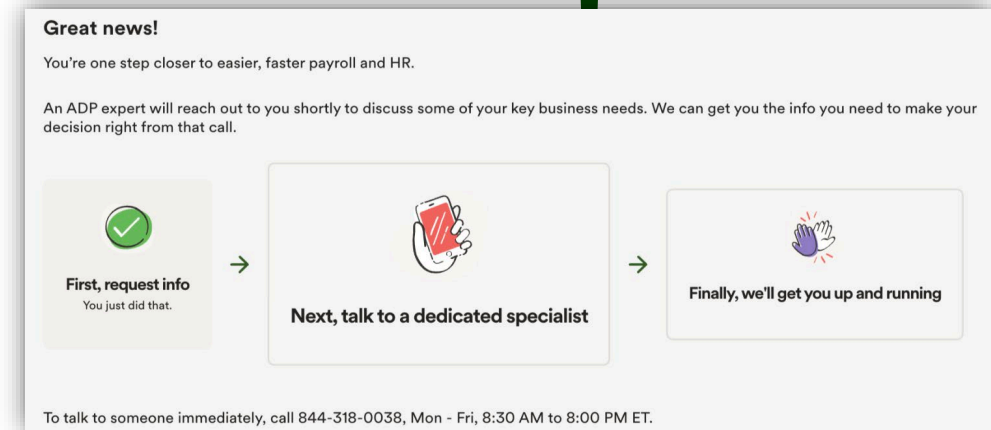 Great news!
You're one step closer to easier, faster payroll and HR.
An ADP expert will reach out to you shortly to discuss some of your key business needs. We can get you the info you need to make your
decision right from that call.
First, request info
You just did that.
Next, talk to a dedicated specialist
Finally, we'll get you up and running
To talk to someone immediately, call 844-318-0038, Mon - Fri, 8:30 AM to 8:00 PM ET.